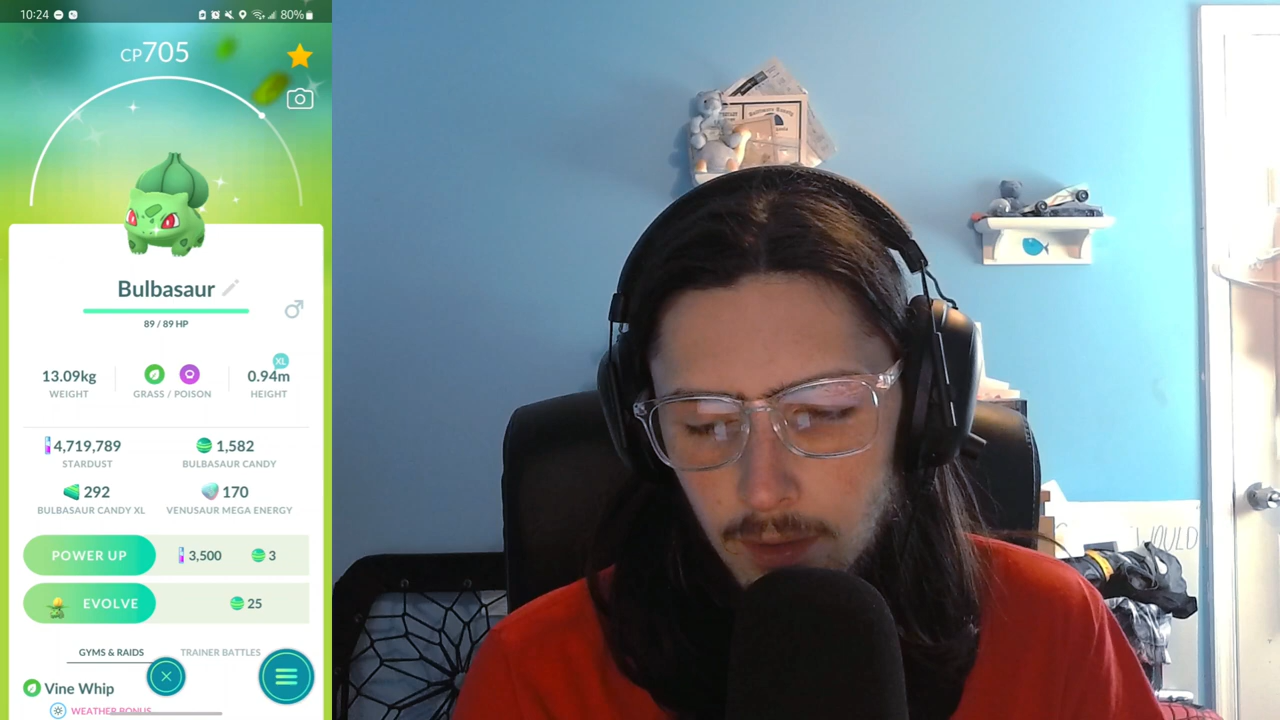 10:24 80%
CP705
Bulbasaur
89 / 89 HP
XL
13.09kg 0.94m
WEIGHT GRASS / POISON HEIGHT
4,719,789 1,582
STARDUST BULBASAUR CANDY
292 170
BULBASAUR CANDY XL VENUSAUR MEGA ENERGY
POWER UP 3,500 3
EVOLVE 25
GYMS & RAIDS TRAINER BATTLES
Vine Whip
WEATHER BONUS
WOULD